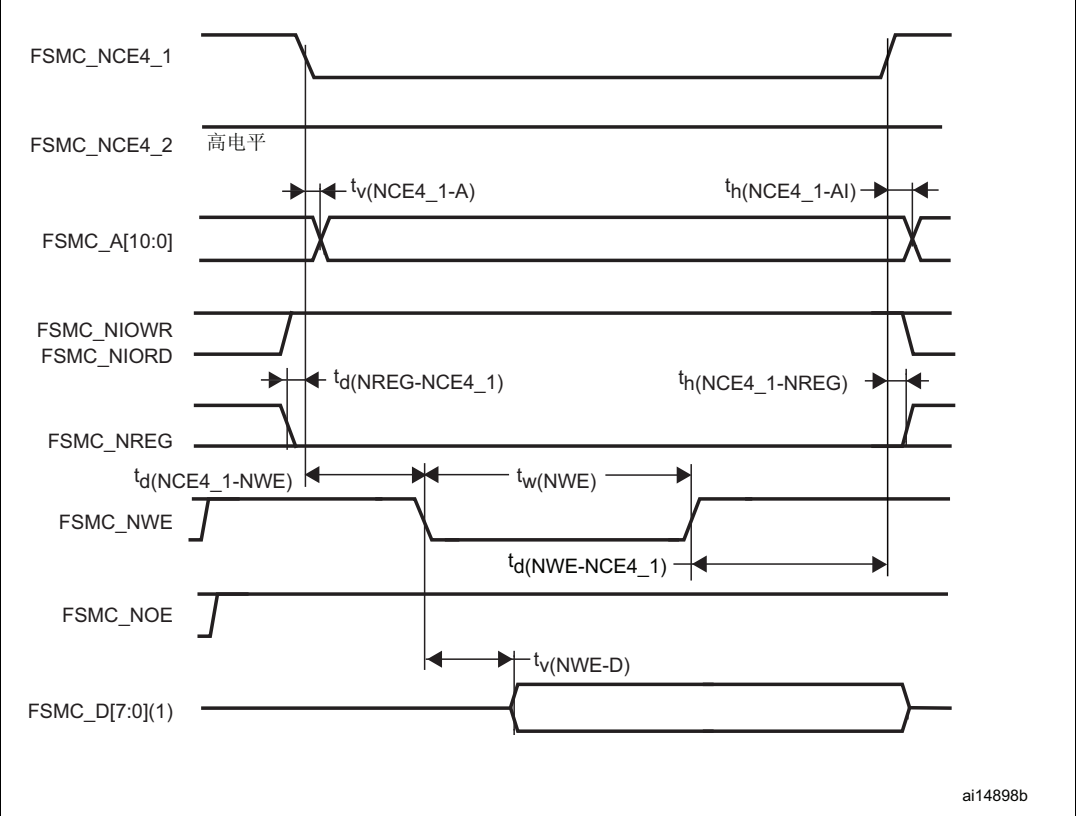 FSMC_NCE4_1
FSMC_NCE4_2
高电平
tv(NCE4_1-A)
th(NCE4_1-AI)
FSMC_A[10:0]
FSMC_NIOWR
FSMC_NIORD
td(NREG-NCE4_1)
th(NCE4_1-NREG)
FSMC_NREG
td(NCE4_1-NWE)
tw(NWE)
FSMC_NWE
td(NWE-NCE4_1)
FSMC_NOE
tv(NWE-D)
FSMC_D[7:0](1)
ai14898b